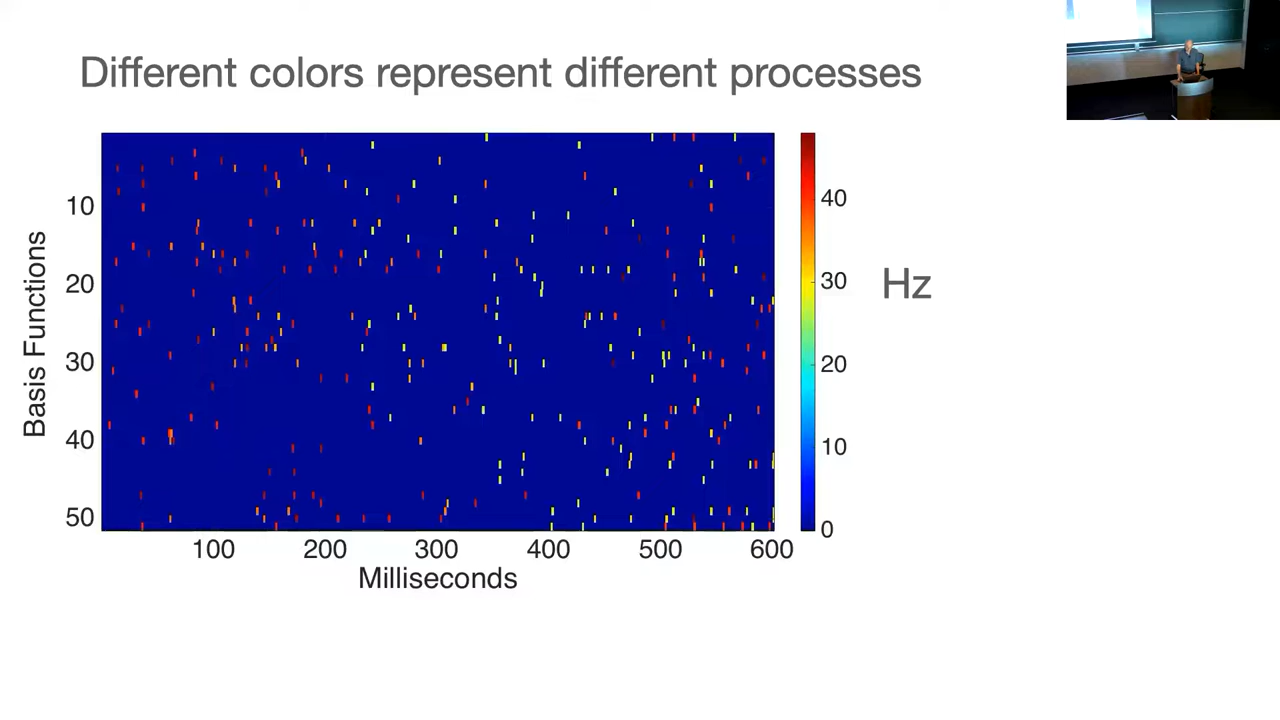 Different colors represent different processes
Basis Functions
10
20
30
40
50
100 200 300 400 500 600
Milliseconds
40
30
20
10
0
Hz